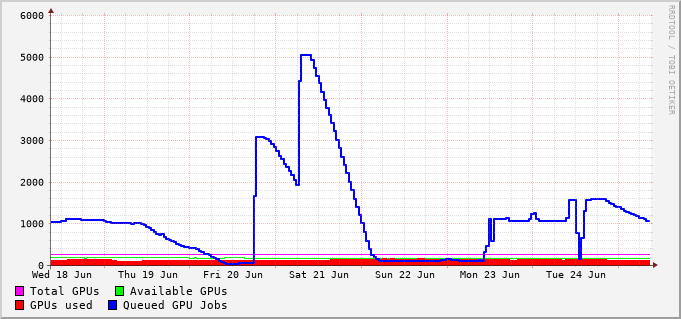 6000
5000
4000
3000
2000
1000
0
Wed 18 Jun Thu 19 Jun Fri 20 Jun Sat 21 Jun Sun 22 Jun Mon 23 Jun Tue 24 Jun
Total GPUs Available GPUs
GPUs used Queued GPU Jobs
RRDTOOL / TOBI OETIKER